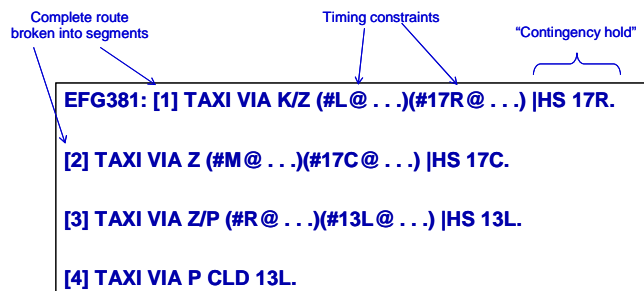 Complete route
broken into segments
Timing constraints
“Contingency hold”
EFG381: [1] TAXI VIA K/Z (#L@ . . .)(#17R@ . . .) |HS 17R.
[2] TAXI VIA Z (#M@ . . .)(#17C@ . . .) |HS 17C.
[3] TAXI VIA Z/P (#R@ . . .)(#13L@ . . .) |HS 13L.
[4] TAXI VIA P CLD 13L.